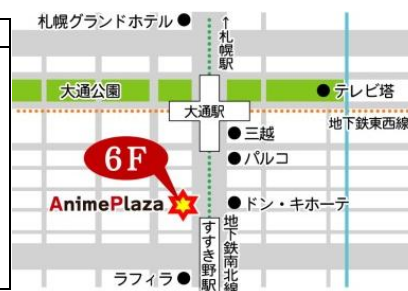 札幌グランドホテル
↑札幌駅
大通公園
テレビ塔
大通駅
地下鉄東西線
三越
6F
パルコ
AnimePlaza
ドン・キホーテ
すすき野駅
地下鉄南北線
ラフィラ